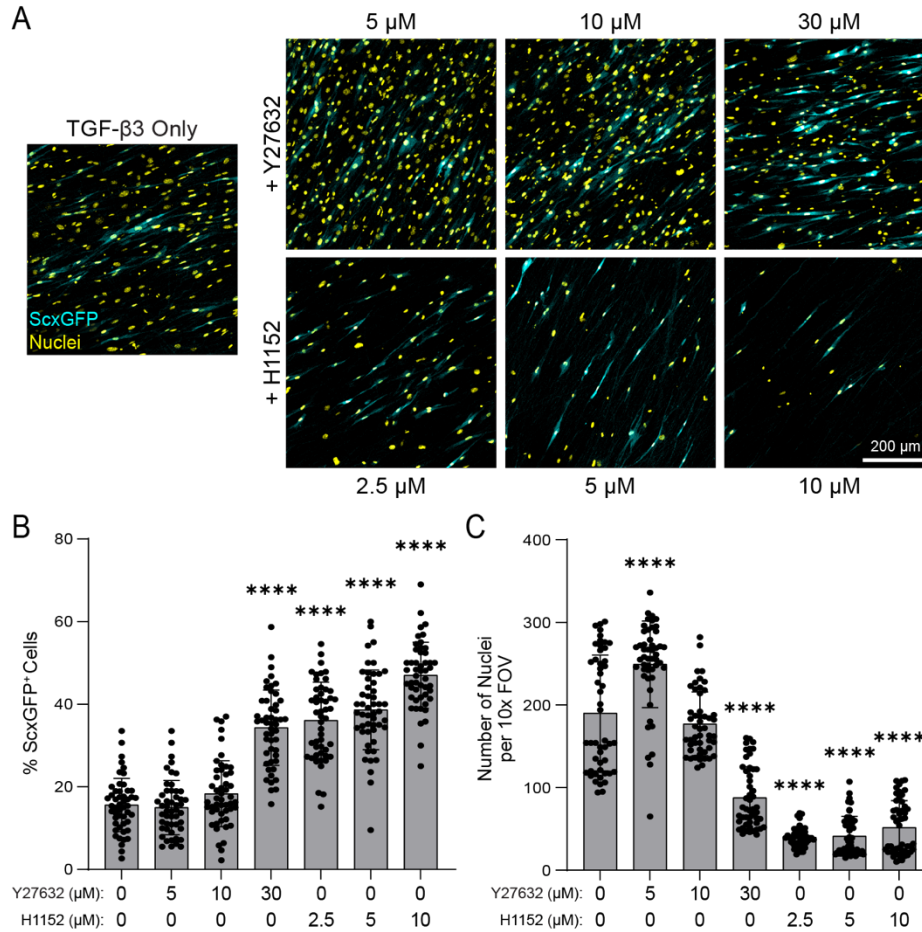 A
5 µM 10 µM 30 µM
TGF-β3 Only
+ Y27632
ScxGFP
Nuclei
+ H1152
200 µm
2.5 µM 5 µM 10 µM
B
% ScxGFP+ Cells
80
60
40
20
0
**** **** **** ****
Y27632 (µM): 0 5 10 30 0 0 0
H1152 (µM): 0 0 0 0 2.5 5 10
C
Number of Nuclei
per 10x FOV
400
300
200
100
0
**** **** **** **** ****
Y27632 (µM): 0 5 10 30 0 0 0
H1152 (µM): 0 0 0 0 2.5 5 10